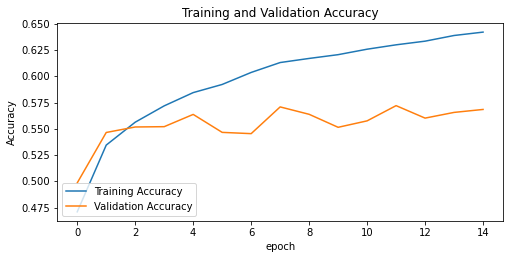 Training and Validation Accuracy
Accuracy
0.650
0.625
0.600
0.575
0.550
0.525
0.500
0.475
Training Accuracy
Validation Accuracy
0 2 4 6 8 10 12 14
epoch